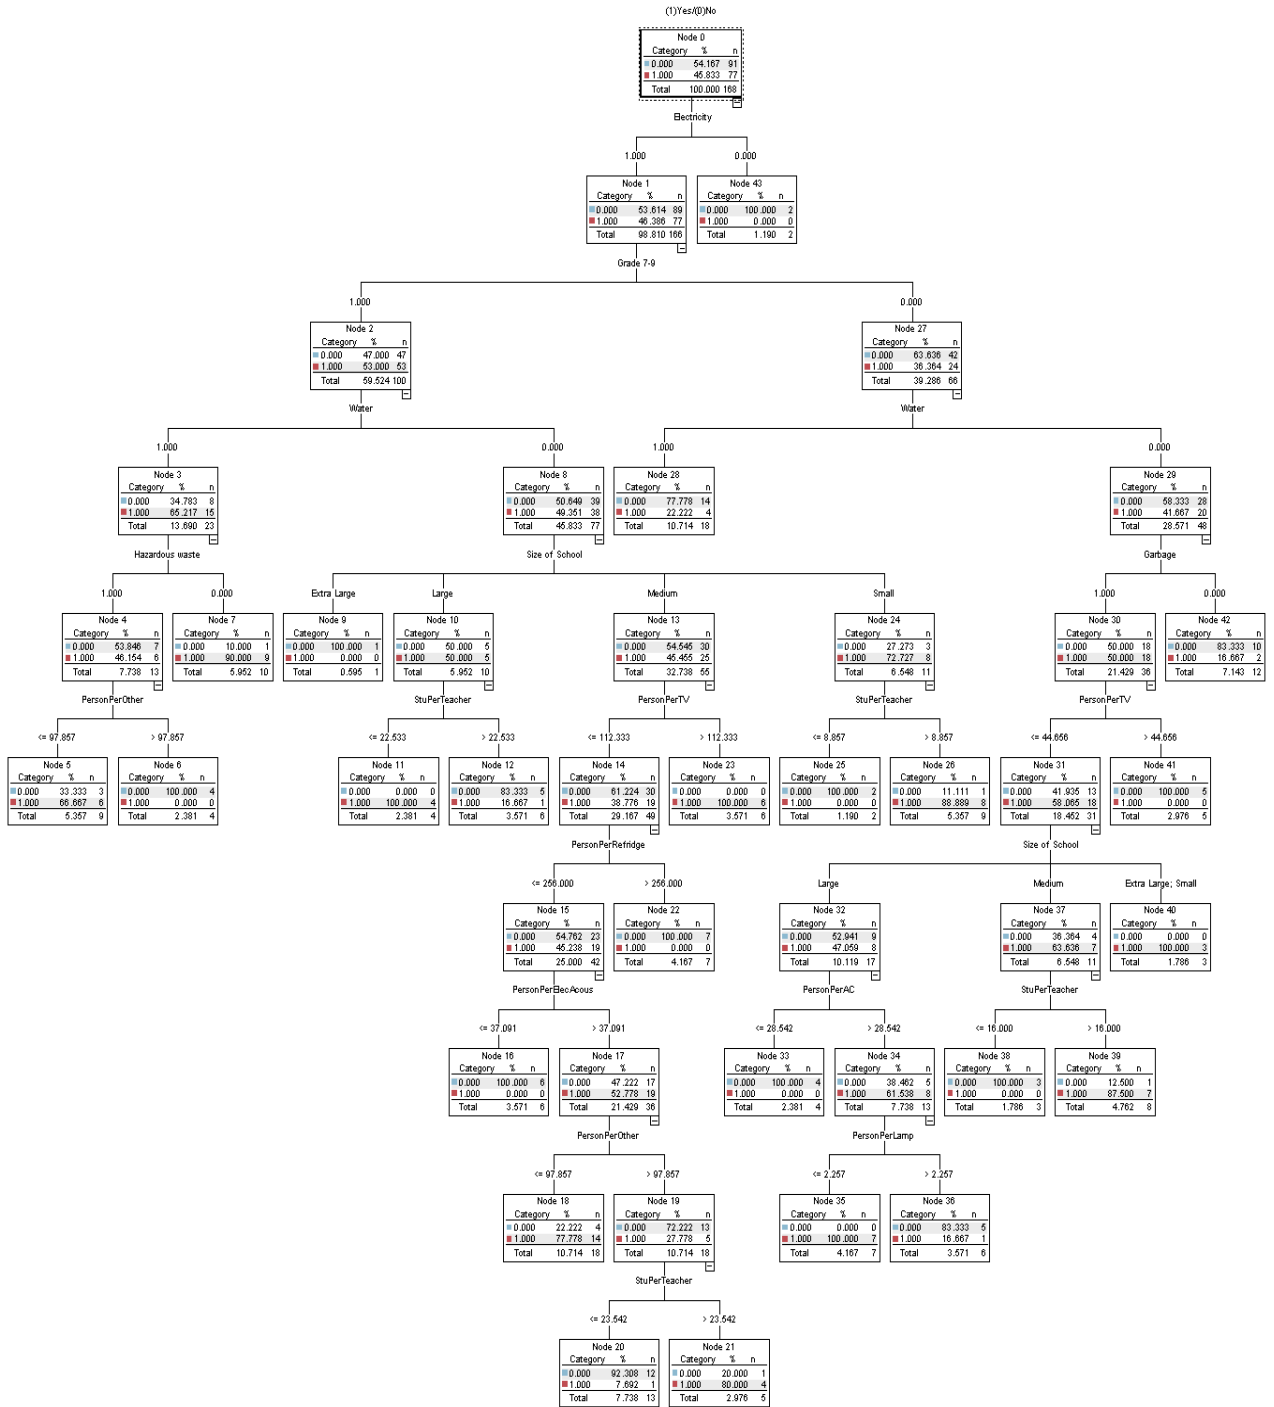 (1)Yes/(0)No
Node 0
Category % n
0.000 54.167 91
1.000 45.833 77
Total 100.000 168
Electricity
1.000 0.000
Node 1
Category % n
0.000 53.614 89
1.000 46.386 77
Total 98.810 166
Node 43
Category % n
0.000 100.000 2
1.000 0.000 0
Total 1.190 2
Grade 7-9
1.000 0.000
Node 2
Category % n
0.000 47.000 47
1.000 53.000 53
Total 59.524 100
Node 27
Category % n
0.000 63.636 42
1.000 36.364 24
Total 39.286 66
Water Water
1.000 0.000 1.000 0.000
Node 3
Category % n
0.000 34.783 8
1.000 65.217 15
Total 13.690 23
Node 8
Category % n
0.000 50.649 39
1.000 49.351 38
Total 45.833 77
Node 28
Category % n
0.000 77.778 14
1.000 22.222 4
Total 10.714 18
Node 29
Category % n
0.000 58.333 28
1.000 41.667 20
Total 28.571 48
Hazardous waste Size of School Garbage
1.000 0.000 Extra Large Large Medium Small 1.000 0.000
Node 4
Category % n
0.000 53.846 7
1.000 46.154 6
Total 7.738 13
Node 7
Category % n
0.000 10.000 1
1.000 90.000 9
Total 5.952 10
Node 9
Category % n
0.000 100.000 1
1.000 0.000 0
Total 0.595 1
Node 10
Category % n
0.000 50.000 5
1.000 50.000 5
Total 5.952 10
Node 13
Category % n
0.000 54.545 30
1.000 45.455 25
Total 32.738 55
Node 24
Category % n
0.000 27.273 3
1.000 72.727 8
Total 6.548 11
Node 30
Category % n
0.000 50.000 18
1.000 50.000 18
Total 21.429 36
Node 42
Category % n
0.000 83.333 10
1.000 16.667 2
Total 7.143 12
PersonPerOther StuPerTeacher PersonPerTV StuPerTeacher PersonPerTV
<= 97.857 > 97.857 <= 22.533 > 22.533 <= 112.333 > 112.333 <= 8.857 > 8.857 <= 44.656 > 44.656
Node 5
Category % n
0.000 33.333 3
1.000 66.667 6
Total 5.357 9
Node 6
Category % n
0.000 100.000 4
1.000 0.000 0
Total 2.381 4
Node 11
Category % n
0.000 0.000 0
1.000 100.000 4
Total 2.381 4
Node 12
Category % n
0.000 83.333 5
1.000 16.667 1
Total 3.571 6
Node 14
Category % n
0.000 61.224 30
1.000 38.776 19
Total 29.167 49
Node 23
Category % n
0.000 0.000 0
1.000 100.000 6
Total 3.571 6
Node 25
Category % n
0.000 100.000 2
1.000 0.000 0
Total 1.190 2
Node 26
Category % n
0.000 11.111 1
1.000 88.889 8
Total 5.357 9
Node 31
Category % n
0.000 41.935 13
1.000 58.065 18
Total 18.452 31
Node 41
Category % n
0.000 100.000 5
1.000 0.000 0
Total 2.976 5
PersonPerRefridge Size of School
<= 256.000 > 256.000 Large Medium Extra Large; Small
Node 15
Category % n
0.000 54.762 23
1.000 45.238 19
Total 25.000 42
Node 22
Category % n
0.000 100.000 7
1.000 0.000 0
Total 4.167 7
Node 32
Category % n
0.000 52.941 9
1.000 47.059 8
Total 10.119 17
Node 37
Category % n
0.000 36.364 4
1.000 63.636 7
Total 6.548 11
Node 40
Category % n
0.000 0.000 0
1.000 100.000 3
Total 1.786 3
PersonPerElecAcous PersonPerAC StuPerTeacher
<= 37.091 > 37.091 <= 28.542 > 28.542 <= 16.000 > 16.000
Node 16
Category % n
0.000 100.000 6
1.000 0.000 0
Total 3.571 6
Node 17
Category % n
0.000 47.222 17
1.000 52.778 19
Total 21.429 36
Node 33
Category % n
0.000 100.000 4
1.000 0.000 0
Total 2.381 4
Node 34
Category % n
0.000 38.462 5
1.000 61.538 8
Total 7.738 13
Node 38
Category % n
0.000 100.000 3
1.000 0.000 0
Total 1.786 3
Node 39
Category % n
0.000 12.500 1
1.000 87.500 7
Total 4.762 8
PersonPerOther PersonPerLamp
<= 97.857 > 97.857 <= 2.257 > 2.257
Node 18
Category % n
0.000 22.222 4
1.000 77.778 14
Total 10.714 18
Node 19
Category % n
0.000 72.222 13
1.000 27.778 5
Total 10.714 18
Node 35
Category % n
0.000 0.000 0
1.000 100.000 7
Total 4.167 7
Node 36
Category % n
0.000 83.333 5
1.000 16.667 1
Total 3.571 6
StuPerTeacher
<= 23.542 > 23.542
Node 20
Category % n
0.000 92.308 12
1.000 7.692 1
Total 7.738 13
Node 21
Category % n
0.000 20.000 1
1.000 80.000 4
Total 2.976 5